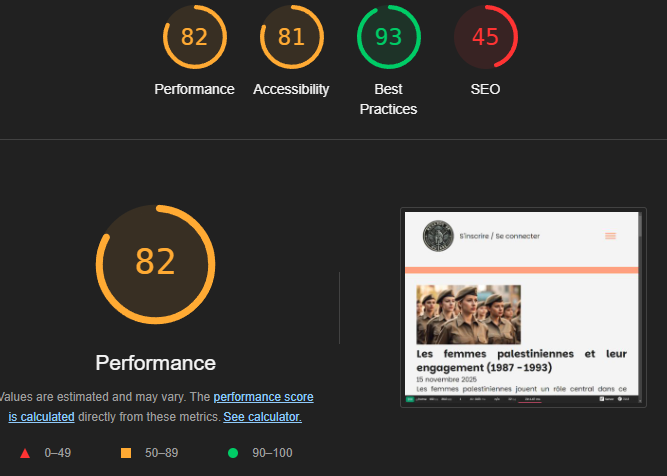 82
81
93
45
Performance
Accessibility
Best
Practices
SEO
82
Performance
Values are estimated and may vary. The performance score
is calculated directly from these metrics. See calculator.
0–49
50–89
90–100
S'inscrire / Se connecter
Les femmes palestiniennes et leur
engagement (1987 - 1993)
15 novembre 2025
Les femmes palestiniennes jouent un rôle central dans ce